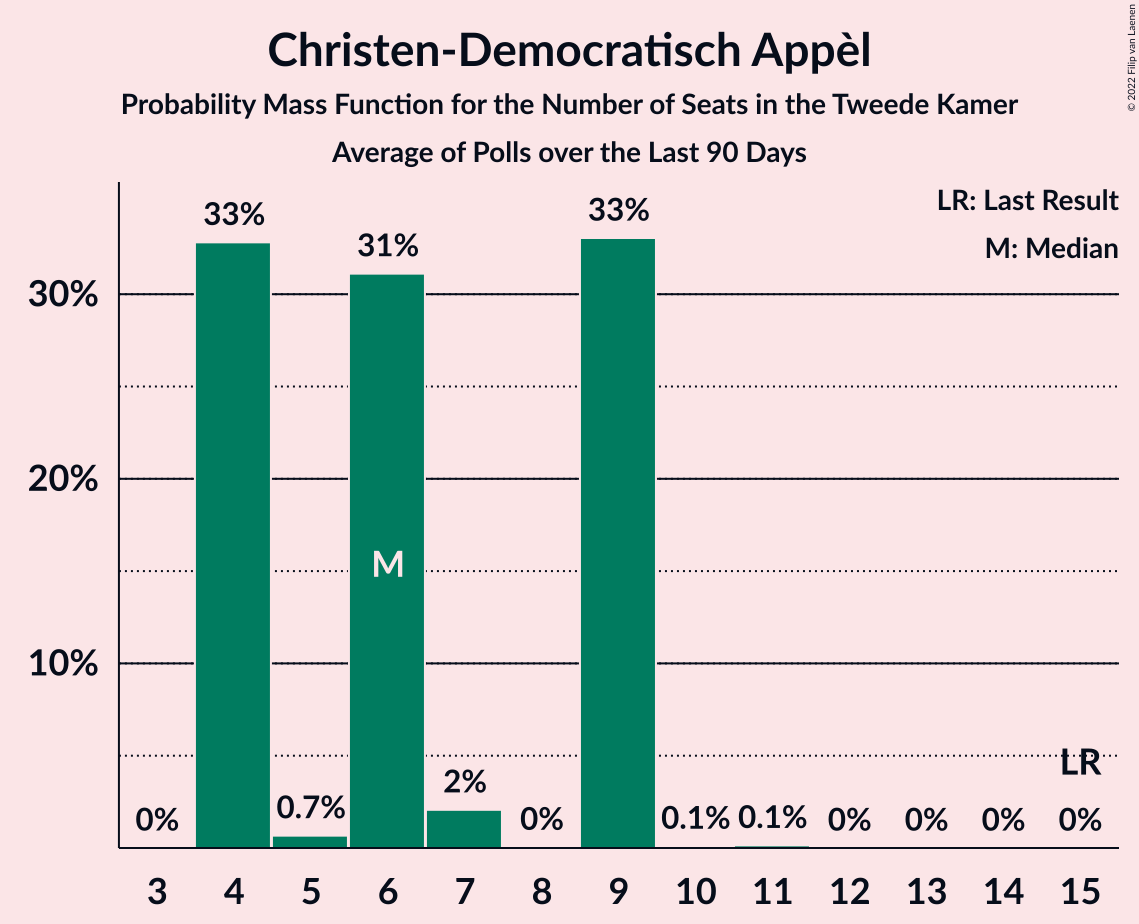 Christen-Democratisch Appèl
Probability Mass Function for the Number of Seats in the Tweede Kamer
Average of Polls over the Last 90 Days
© 2022 Filip van Laenen
LR: Last Result
M: Median
33%
31%
33%
30%
20%
M
10%
LR
0%
0.7%
2%
0%
0.1%
0.1%
0%
0%
0%
0%
3 4 5 6 7 8 9 10 11 12 13 14 15